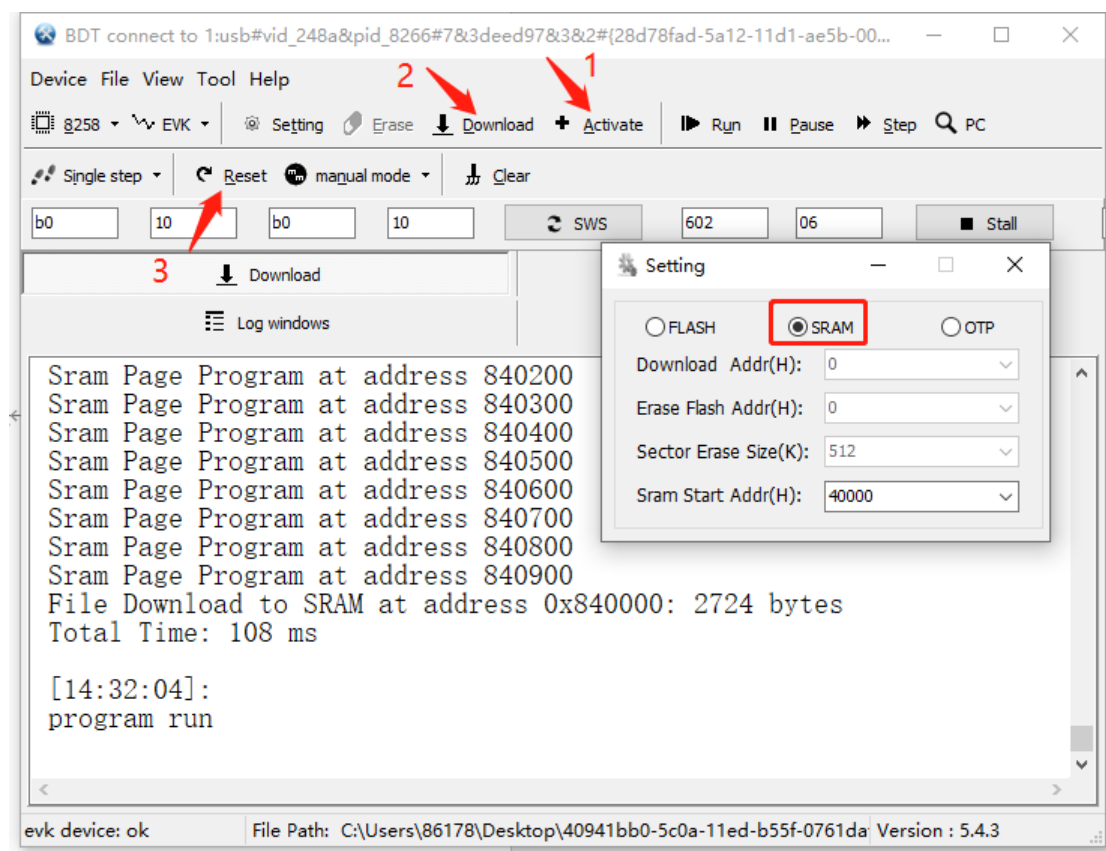 BDT connect to 1:usb#vid_248a&pid_8266#7&3deed97&3&2#{28d78fad-5a12-11d1-ae5b-00...
Device File View Tool Help
2
1
8258 EVK Setting Erase Download Activate Run Pause Step PC
Single step Reset manual mode Clear
b0 10 b0 10 SWS 602 06 Stall
3
Download
Log windows
Setting
FLASH SRAM OTP
Download Addr(H): 0
Erase Flash Addr(H): 0
Sector Erase Size(K): 512
Sram Start Addr(H): 40000
Sram Page Program at address 840200
Sram Page Program at address 840300
Sram Page Program at address 840400
Sram Page Program at address 840500
Sram Page Program at address 840600
Sram Page Program at address 840700
Sram Page Program at address 840800
Sram Page Program at address 840900
File Download to SRAM at address 0x840000: 2724 bytes
Total Time: 108 ms
[14:32:04]:
program run
evk device: ok File Path: C:\Users\86178\Desktop\40941bb0-5c0a-11ed-b55f-0761da Version : 5.4.3